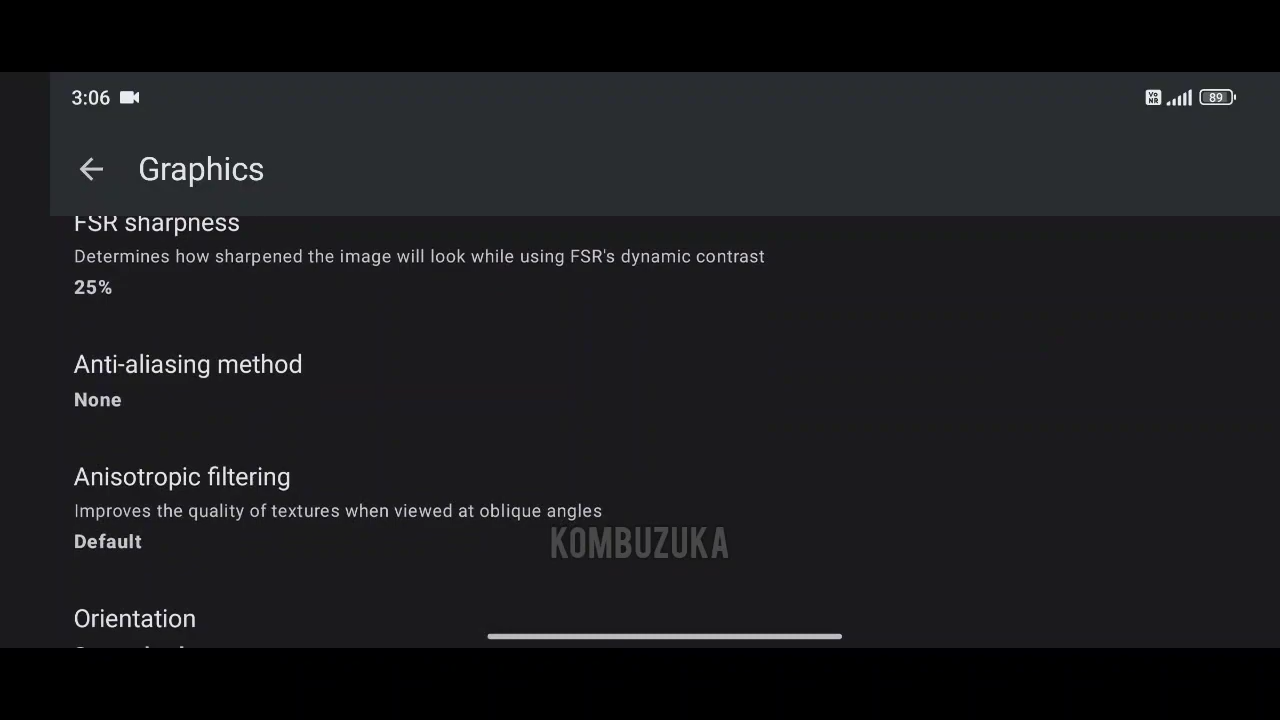 3:06
Vo NR
89
Graphics
FSR sharpness
Determines how sharpened the image will look while using FSR's dynamic contrast
25%
Anti-aliasing method
None
Anisotropic filtering
Improves the quality of textures when viewed at oblique angles
Default
KOMBUZUKA
Orientation